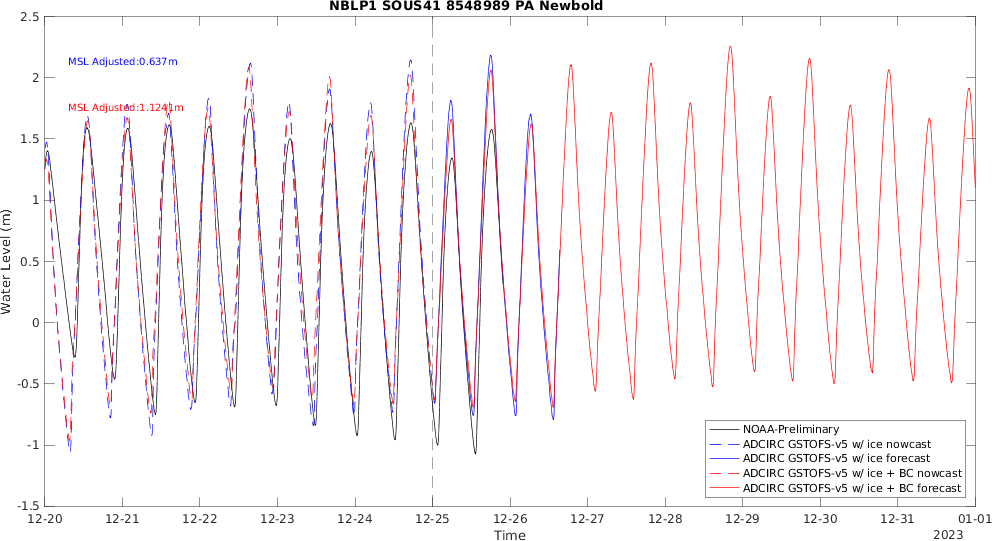 NBLP1 SOUS41 8548989 PA Newbold
2.5
2
1.5
1
0.5
0
-0.5
-1
-1.5
Water Level (m)
MSL Adjusted:0.637m
MSL Adjusted:1.1241m
NOAA-Preliminary
ADCIRC GSTOFS-v5 w/ ice nowcast
ADCIRC GSTOFS-v5 w/ ice forecast
ADCIRC GSTOFS-v5 w/ ice + BC nowcast
ADCIRC GSTOFS-v5 w/ ice + BC forecast
12-20 12-21 12-22 12-23 12-24 12-25 12-26 12-27 12-28 12-29 12-30 12-31 01-01
Time
2023